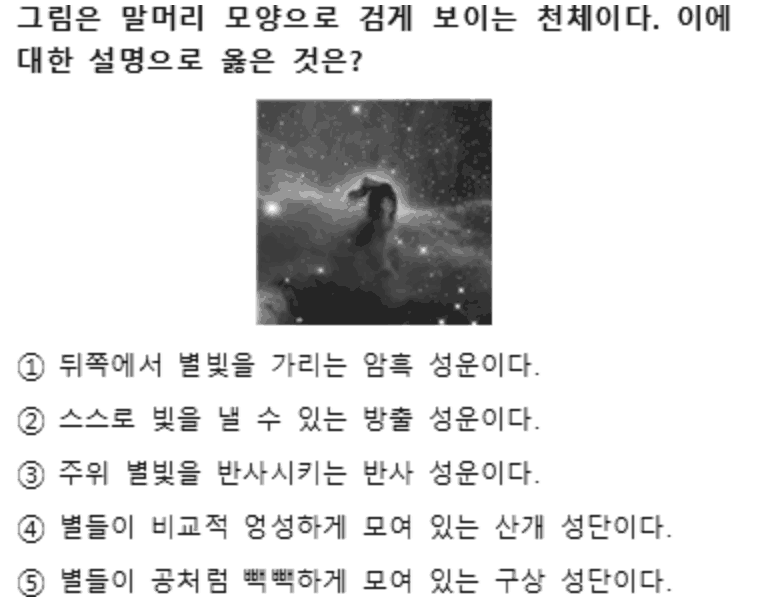 그림은 말머리 모양으로 검게 보이는 천체이다. 이에
대한 설명으로 옳은 것은?
① 뒤쪽에서 별빛을 가리는 암흑 성운이다.
② 스스로 빛을 낼 수 있는 방출 성운이다.
③ 주위 별빛을 반사시키는 반사 성운이다.
④ 별들이 비교적 엉성하게 모여 있는 산개 성단이다.
⑤ 별들이 공처럼 빽빽하게 모여 있는 구상 성단이다.